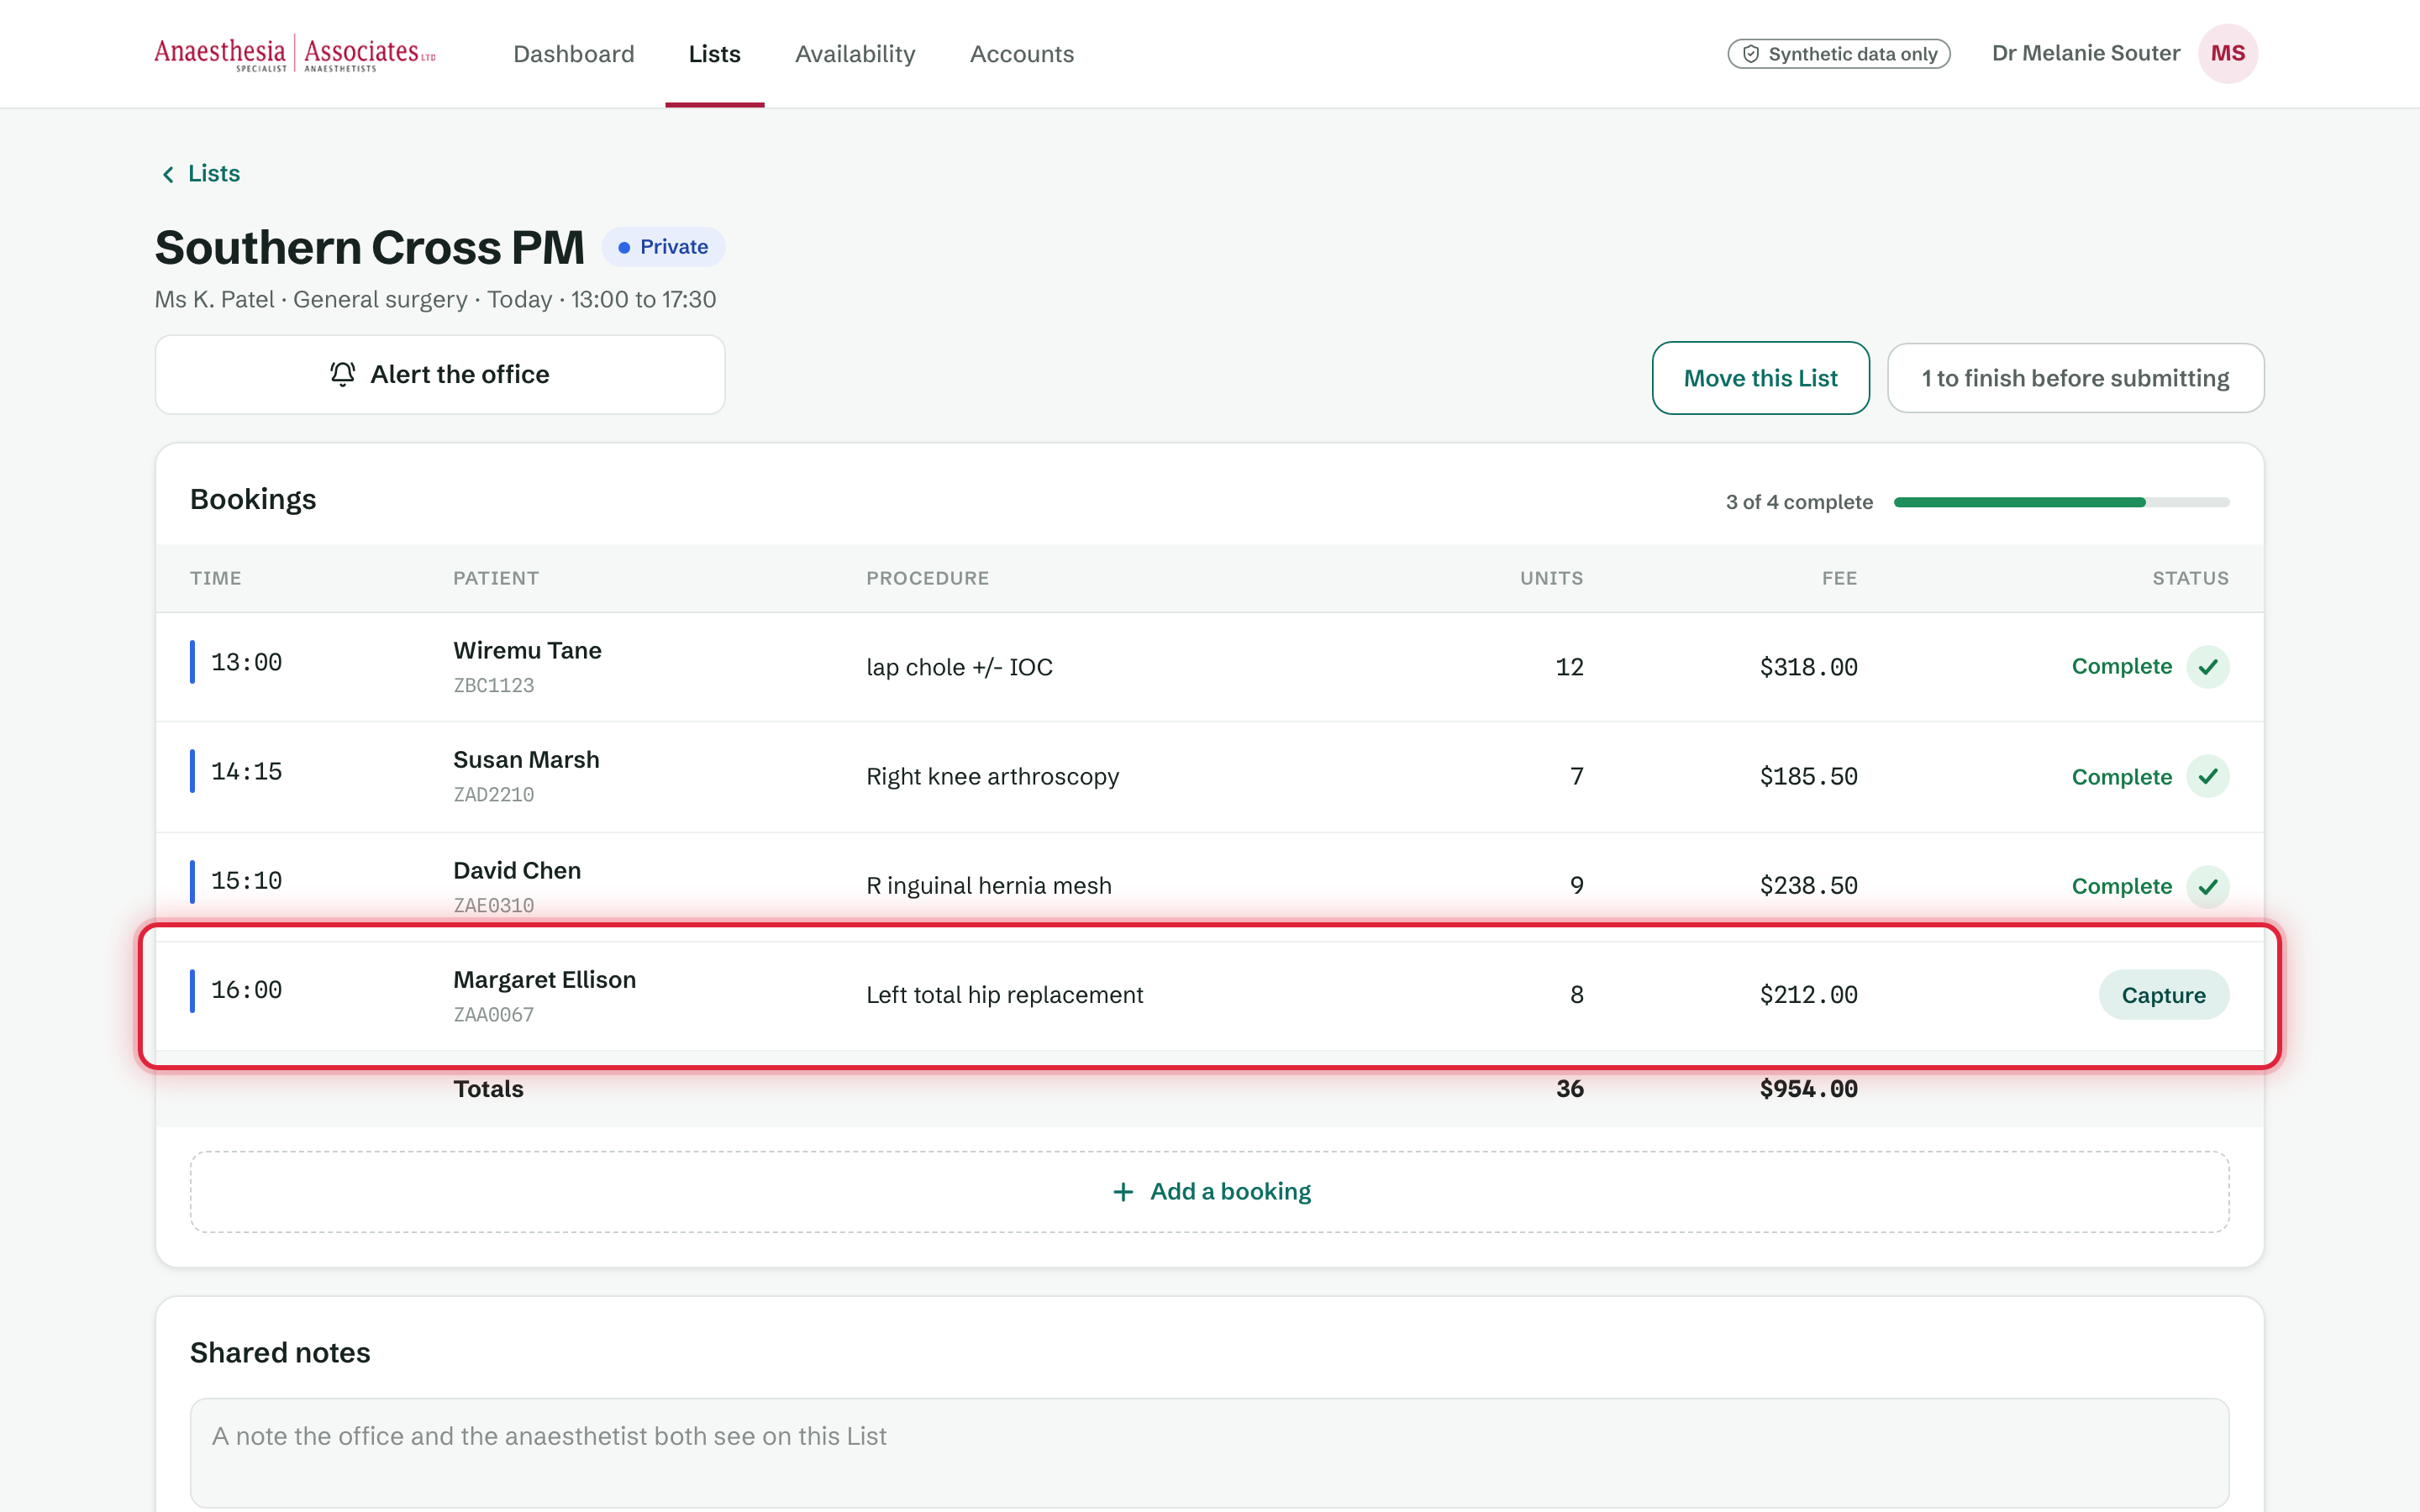 Anaesthesia | Associates LTD
SPECIALIST ANAESTHETISTS
Dashboard Lists Availability Accounts
Synthetic data only Dr Melanie Souter MS
Lists
Southern Cross PM Private
Ms K. Patel · General surgery · Today · 13:00 to 17:30
Alert the office Move this List 1 to finish before submitting
Bookings 3 of 4 complete
TIME PATIENT PROCEDURE UNITS FEE STATUS
13:00 Wiremu Tane lap chole +/- IOC 12 $318.00 Complete
ZBC1123
14:15 Susan Marsh Right knee arthroscopy 7 $185.50 Complete
ZAD2210
15:10 David Chen R inguinal hernia mesh 9 $238.50 Complete
ZAE0310
16:00 Margaret Ellison Left total hip replacement 8 $212.00 Capture
ZAA0067
Totals 36 $954.00
+ Add a booking
Shared notes
A note the office and the anaesthetist both see on this List